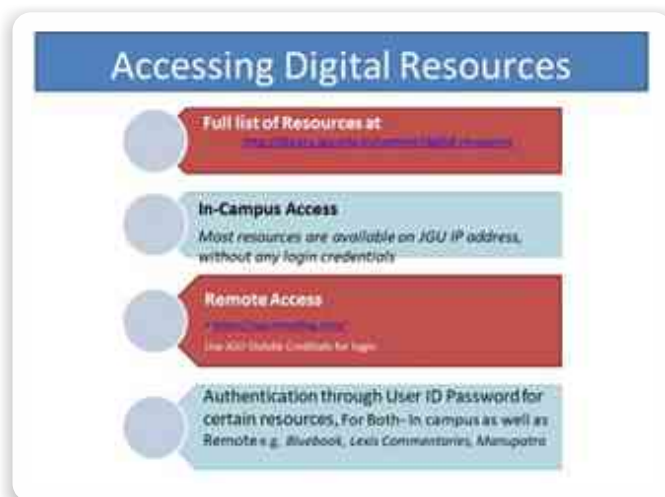 Accessing Digital Resources
Full list of Resources at
In-Campus Access
Most resources are available on JGU IP address,
without any login credentials
Remote Access
Use JGU for login
Authentication through User ID Password for
certain resources, For Both- In campus as well as
Remote e.g. Bluebook, Lexis Commentaries, Manupatra